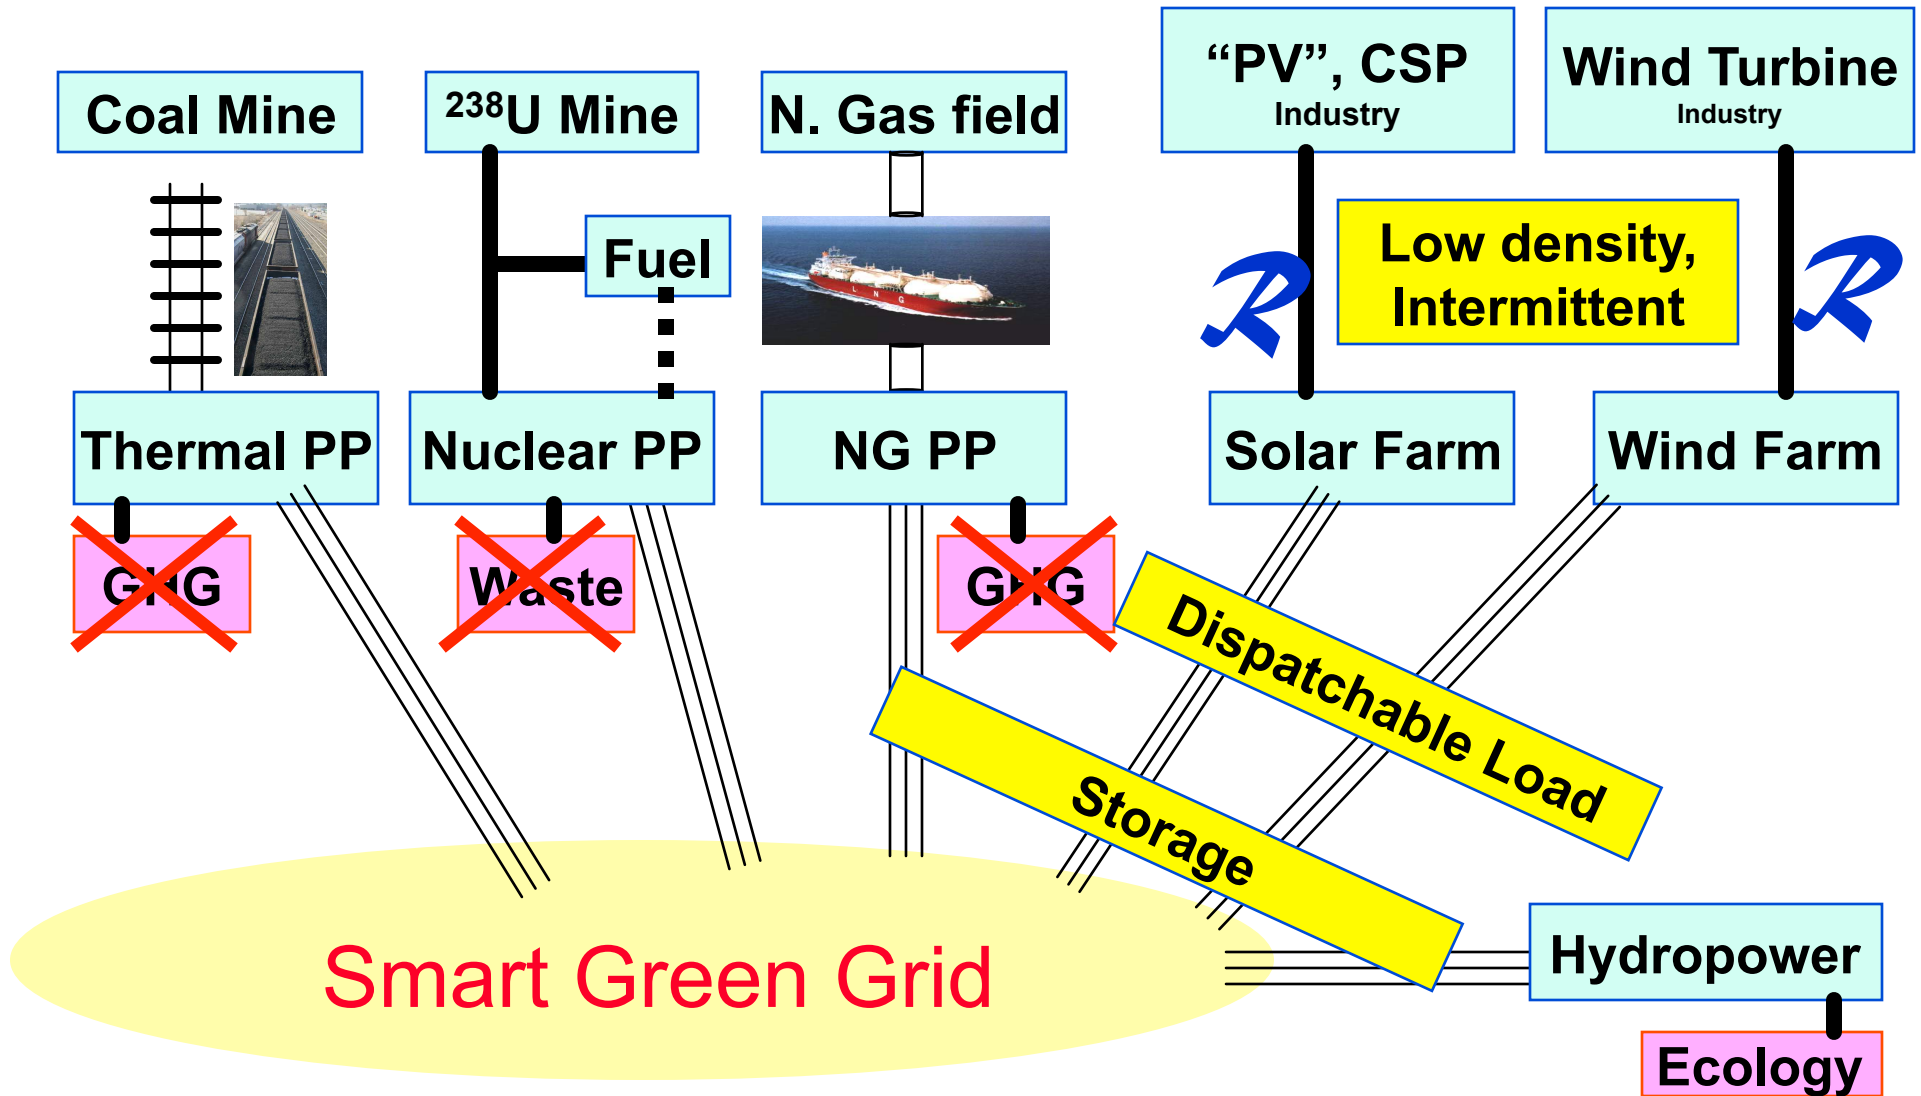 Coal Mine
²³⁸U Mine
N. Gas field
“PV”, CSP
Industry
Wind Turbine
Industry
Fuel
L N G
R
Low density,
Intermittent
R
Thermal PP
Nuclear PP
NG PP
Solar Farm
Wind Farm
GHG
Waste
GHG
Dispatchable Load
Storage
Smart Green Grid
Hydropower
Ecology